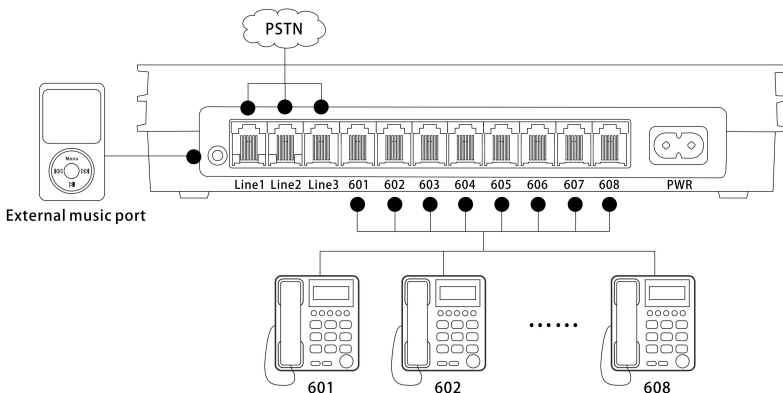 PSTN
Menu
Line1 Line2 Line3 601 602 603 604 605 606 607 608 PWR
External music port
......
601 602 608